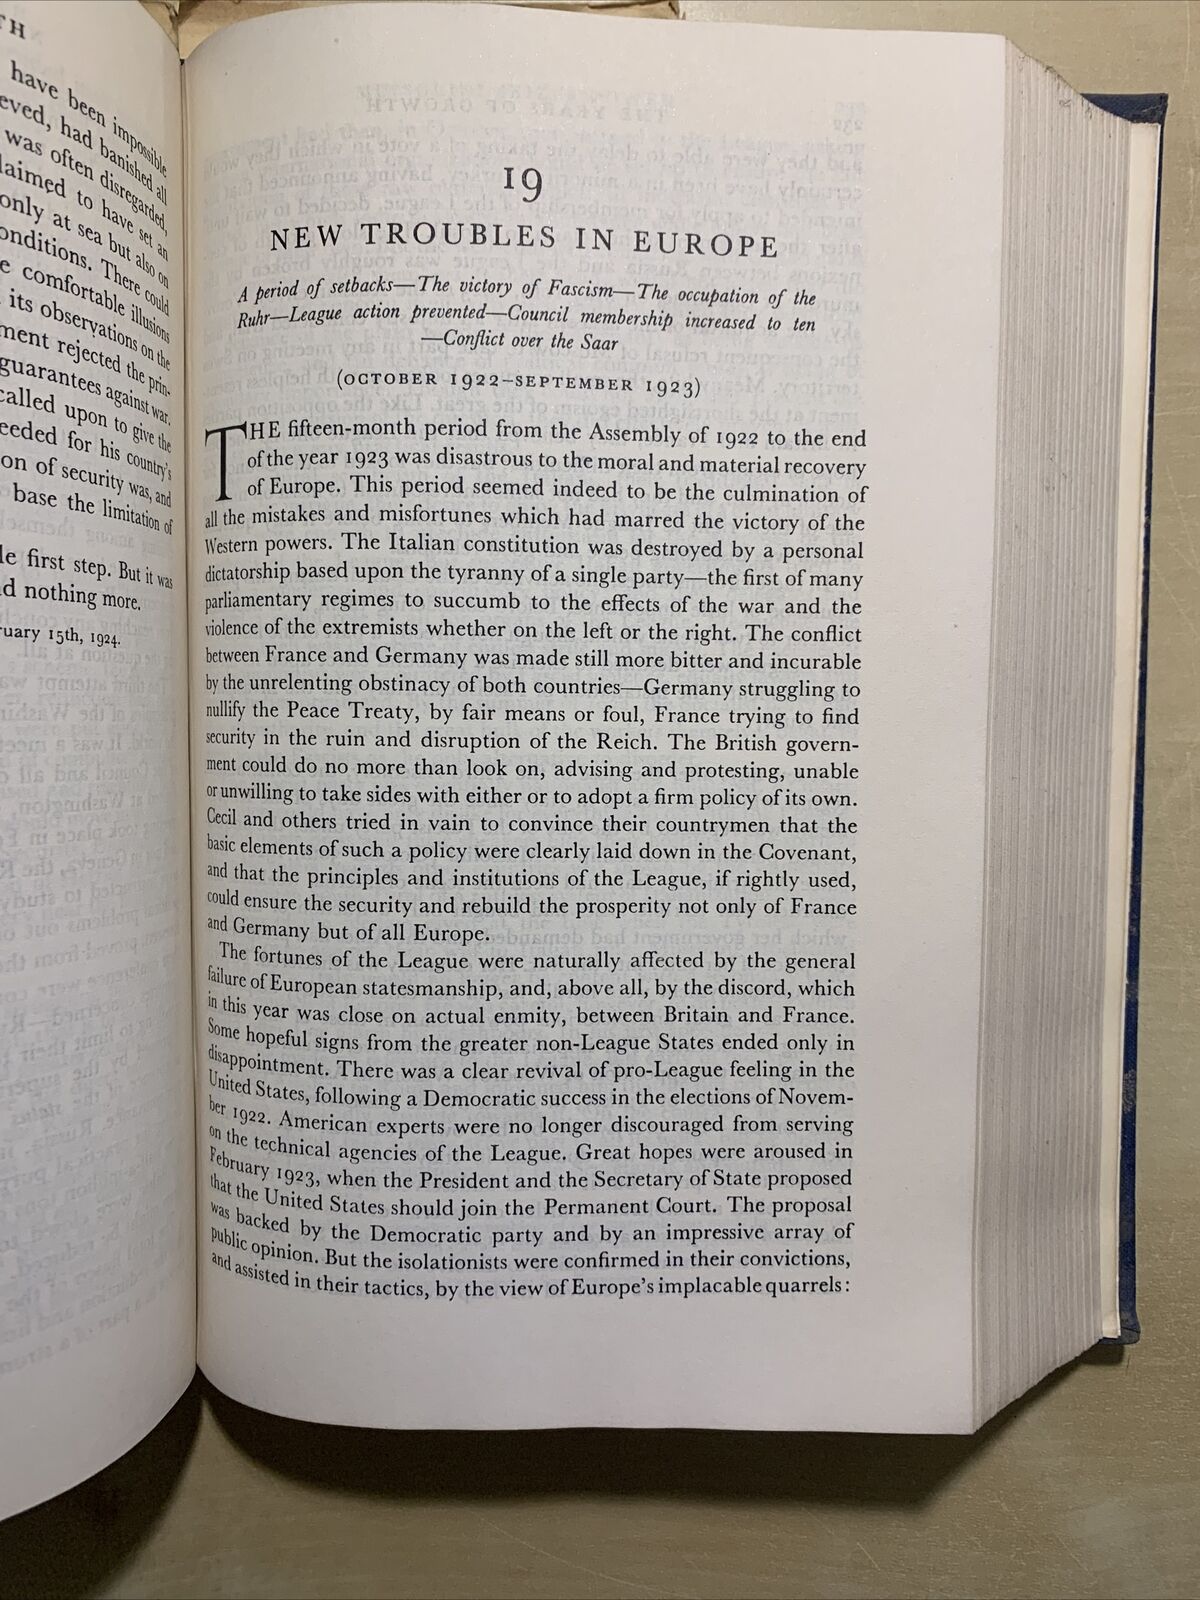 TH
have been impossible
eved, had banished all
was often disregarded,
laimed to have set an
only at sea but also on
onditions. There could
e comfortable illusions
its observations on the
ment rejected the prin-
guarantees against war.
called upon to give the
eeded for his country's
on of security was, and
base the limitation of
le first step. But it was
d nothing more.
ruary 15th, 1924.
19
NEW TROUBLES IN EUROPE
A period of setbacks—The victory of Fascism—The occupation of the
Ruhr—League action prevented—Council membership increased to ten
—Conflict over the Saar
(OCTOBER 1922–SEPTEMBER 1923)
THE fifteen-month period from the Assembly of 1922 to the end
of the year 1923 was disastrous to the moral and material recovery
of Europe. This period seemed indeed to be the culmination of
all the mistakes and misfortunes which had marred the victory of the
Western powers. The Italian constitution was destroyed by a personal
dictatorship based upon the tyranny of a single party—the first of many
parliamentary regimes to succumb to the effects of the war and the
violence of the extremists whether on the left or the right. The conflict
between France and Germany was made still more bitter and incurable
by the unrelenting obstinacy of both countries—Germany struggling to
nullify the Peace Treaty, by fair means or foul, France trying to find
security in the ruin and disruption of the Reich. The British govern-
ment could do no more than look on, advising and protesting, unable
or unwilling to take sides with either or to adopt a firm policy of its own.
Cecil and others tried in vain to convince their countrymen that the
basic elements of such a policy were clearly laid down in the Covenant,
and that the principles and institutions of the League, if rightly used,
could ensure the security and rebuild the prosperity not only of France
and Germany but of all Europe.
The fortunes of the League were naturally affected by the general
failure of European statesmanship, and, above all, by the discord, which
in this year was close on actual enmity, between Britain and France.
Some hopeful signs from the greater non-League States ended only in
disappointment. There was a clear revival of pro-League feeling in the
United States, following a Democratic success in the elections of Novem-
ber 1922. American experts were no longer discouraged from serving
on the technical agencies of the League. Great hopes were aroused in
February 1923, when the President and the Secretary of State proposed
that the United States should join the Permanent Court. The proposal
was backed by the Democratic party and by an impressive array of
public opinion. But the isolationists were confirmed in their convictions,
and assisted in their tactics, by the view of Europe's implacable quarrels: